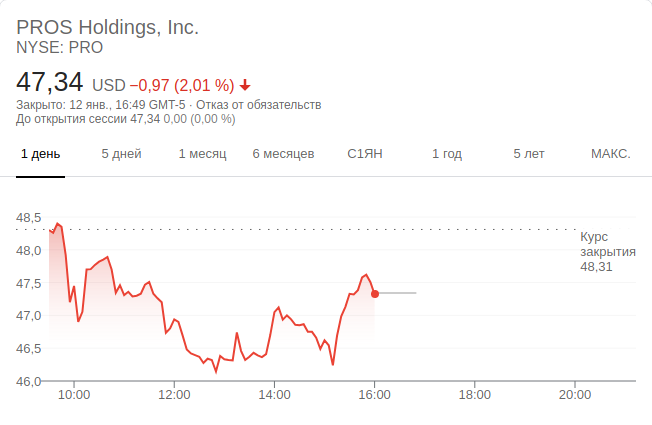 PROS Holdings, Inc.
NYSE: PRO
47,34 USD −0,97 (2,01 %)
Закрыто: 12 янв., 16:49 GMT-5 · Отказ от обязательств
До открытия сессии 47,34 0,00 (0,00 %)
1 день 5 дней 1 месяц 6 месяцев С1ЯН 1 год 5 лет МАКС.
48,5
Курс
закрытия
48,31
48,0
47,5
47,0
46,5
46,0
10:00 12:00 14:00 16:00 18:00 20:00